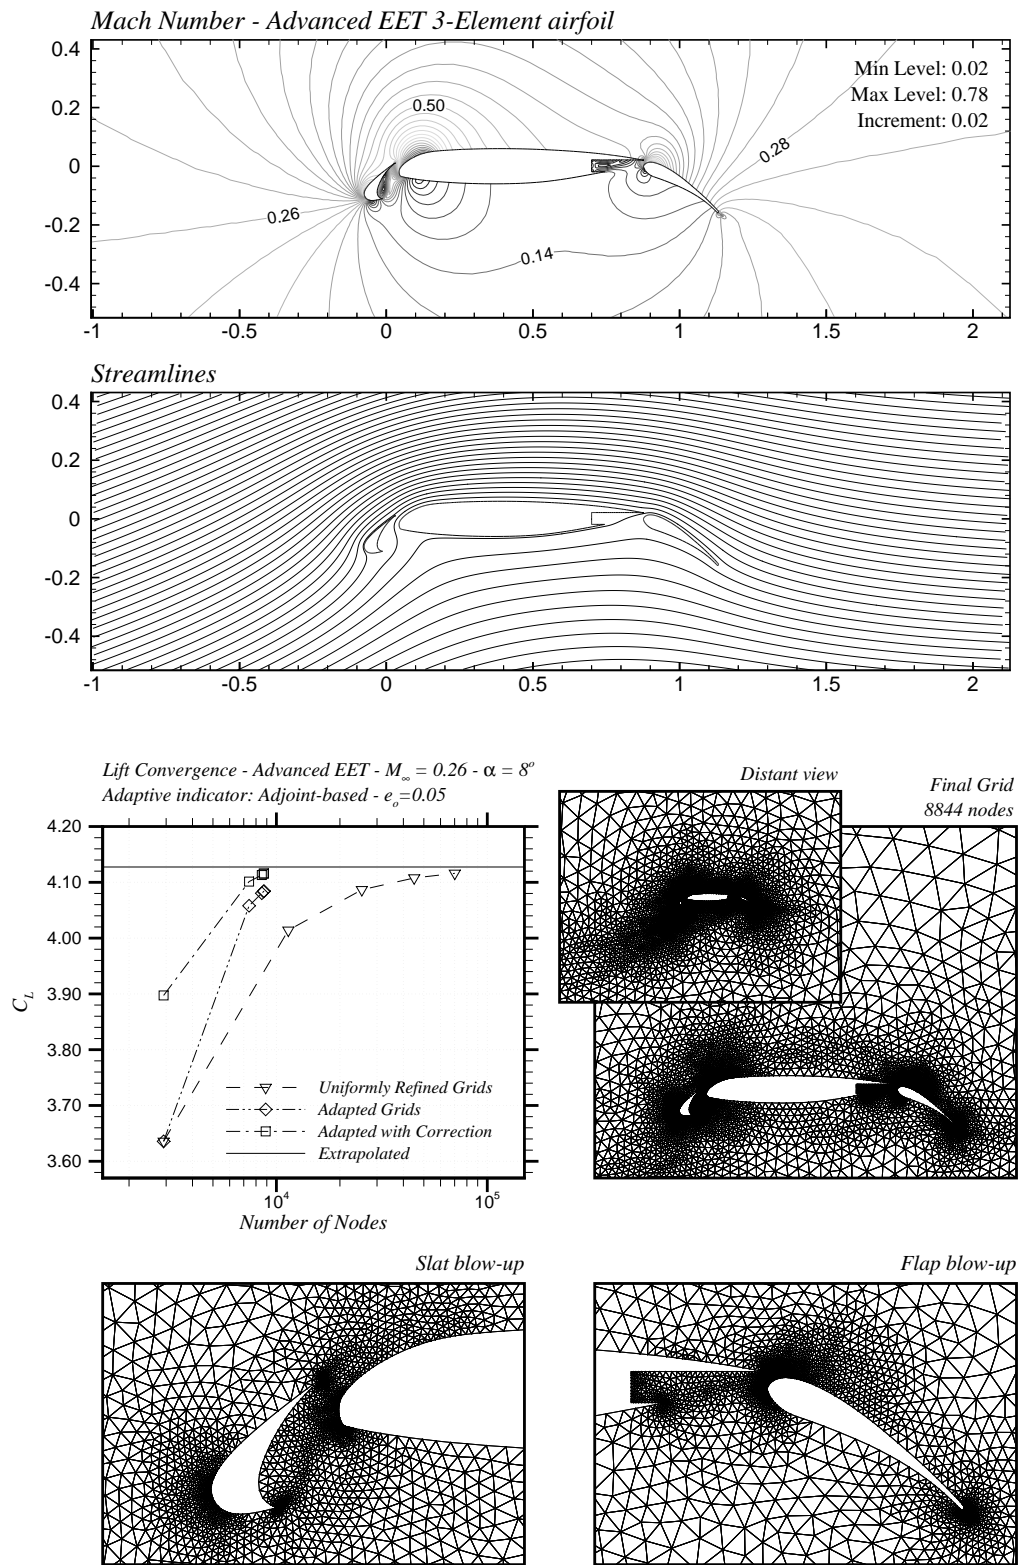 Mach Number - Advanced EET 3-Element airfoil
0.4
0.2
0
-0.2
-0.4
Min Level: 0.02
Max Level: 0.78
Increment: 0.02
0.50
0.28
0.26
0.14
-1 -0.5 0 0.5 1 1.5 2
Streamlines
0.4
0.2
0
-0.2
-0.4
-1 -0.5 0 0.5 1 1.5 2
Lift Convergence - Advanced EET - M∞ = 0.26 - α = 8°
Adaptive indicator: Adjoint-based - eₒ=0.05
4.20
4.10
4.00
3.90
3.80
3.70
3.60
C_L
Uniformly Refined Grids
Adapted Grids
Adapted with Correction
Extrapolated
10⁴ 10⁵
Number of Nodes
Distant view
Final Grid
8844 nodes
Slat blow-up
Flap blow-up